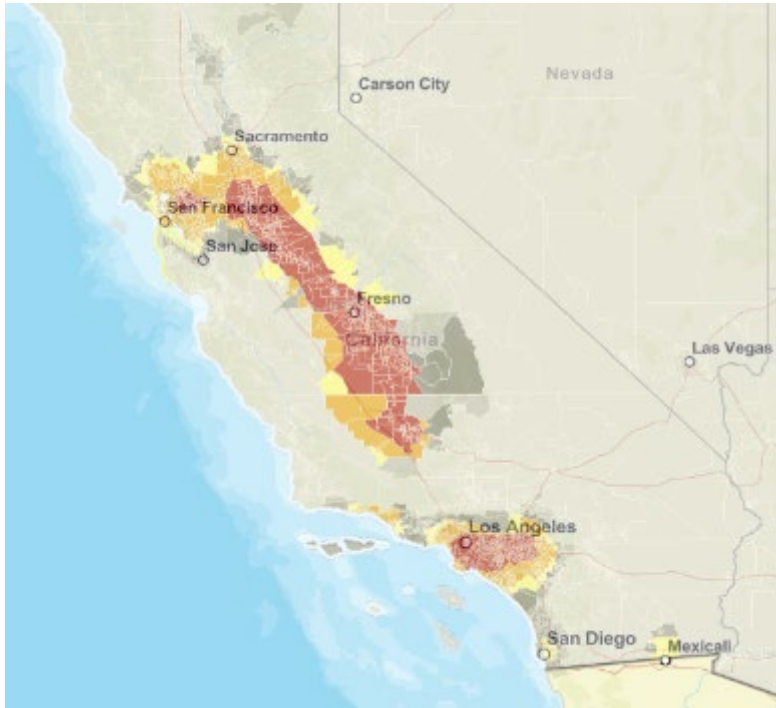 Carson City
Nevada
Sacramento
San Francisco
San Jose
Fresno
California
Las Vegas
Los Angeles
San Diego
Mexicali